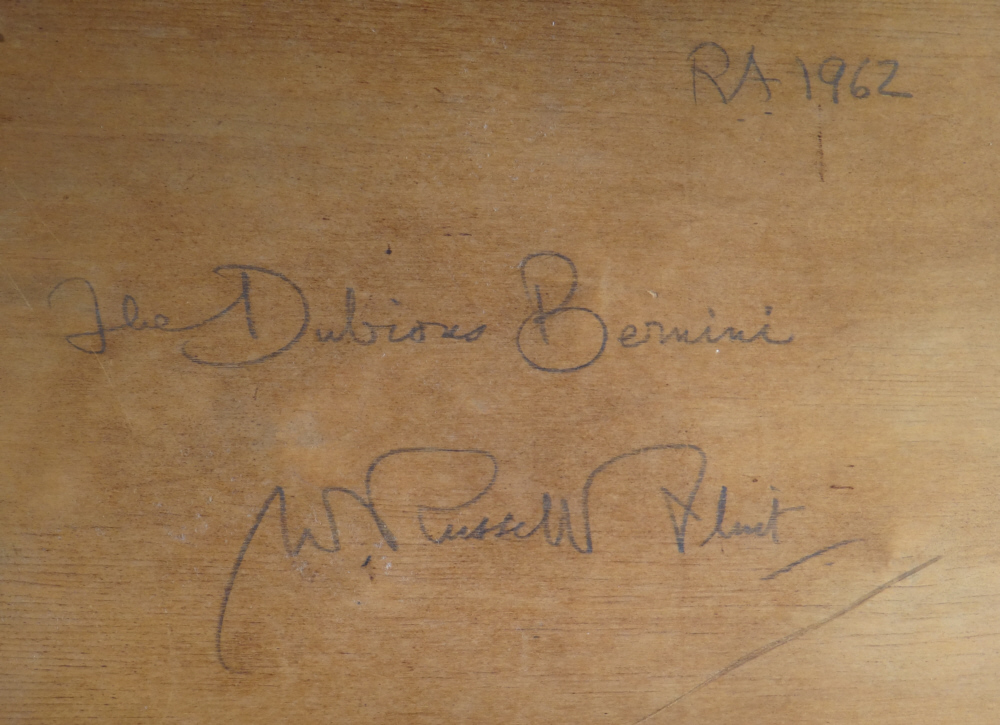 RA 1962
The Dubious Bernini
W. Russell Flint